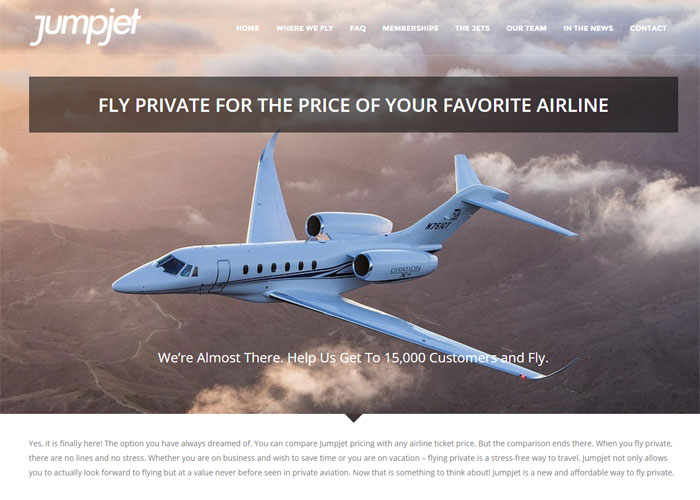 Jumpjet
HOME WHERE WE FLY FAQ MEMBERSHIPS THE JETS OUR TEAM IN THE NEWS CONTACT
FLY PRIVATE FOR THE PRICE OF YOUR FAVORITE AIRLINE
N751CT
CITATION
X+
We're Almost There. Help Us Get To 15,000 Customers and Fly.
Yes, it is finally here! The option you have always dreamed of. You can compare Jumpjet pricing with any airline ticket price. But the comparison ends there. When you fly private,
there are no lines and no stress. Whether you are on business and wish to save time or you are on vacation – flying private is a stress-free way to travel. Jumpjet not only allows
you to actually look forward to flying but at a value never before seen in private aviation. Now that is something to think about! Jumpjet is a new and affordable way to fly private.